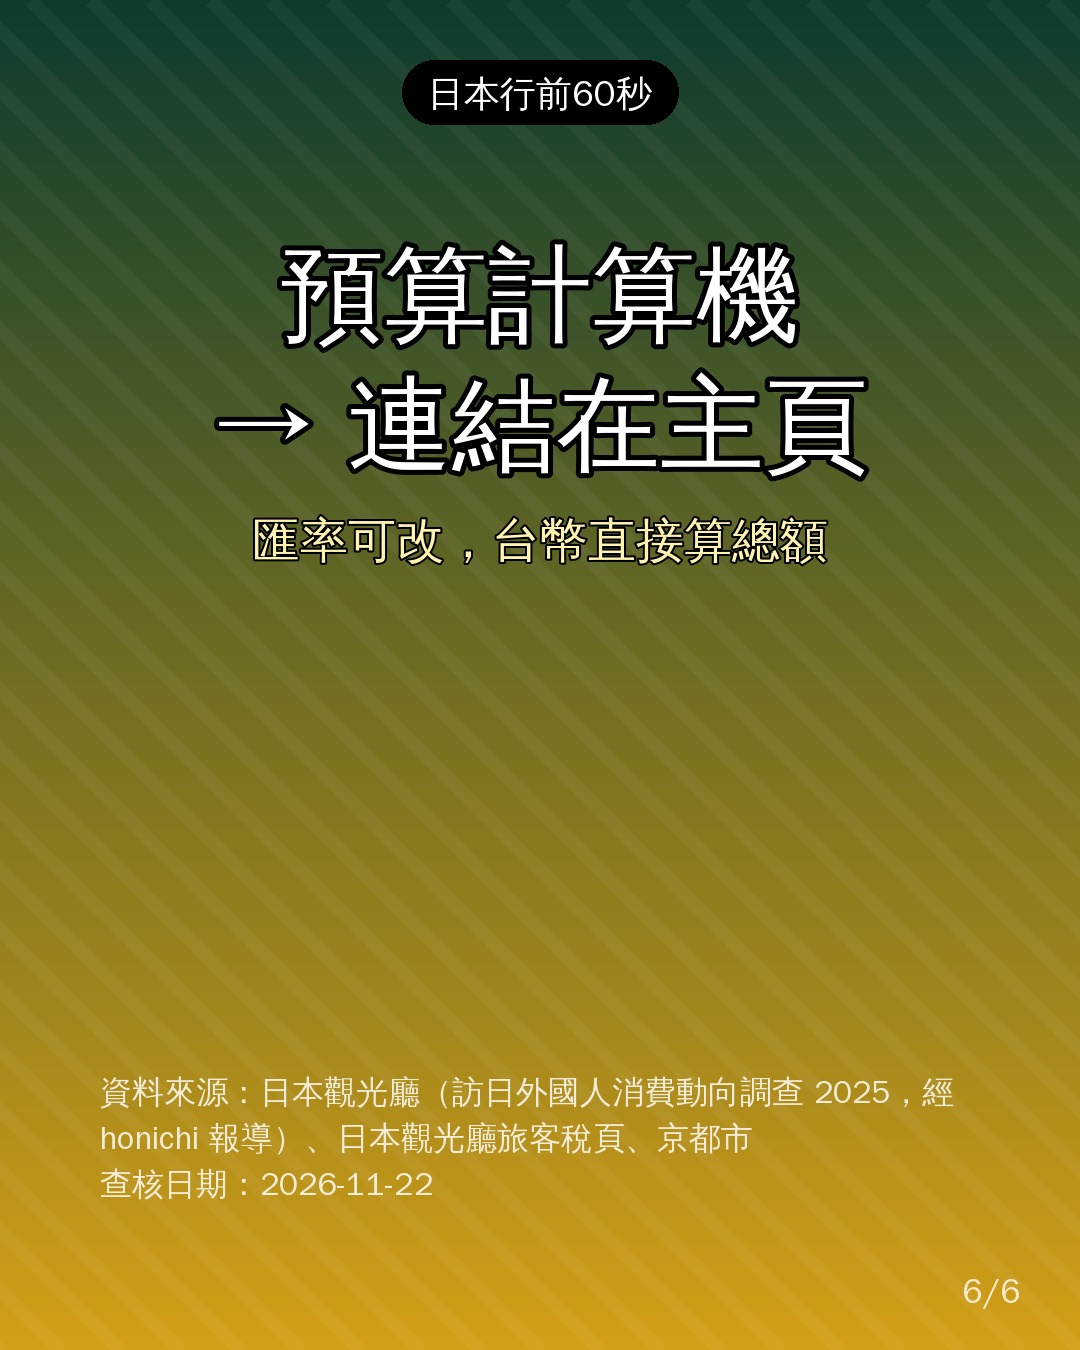 日本行前60秒
預算計算機
→ 連結在主頁
匯率可改，台幣直接算總額
資料來源：日本觀光廳（訪日外國人消費動向調查 2025，經
honichi 報導）、日本觀光廳旅客稅頁、京都市
查核日期：2026-11-22
6/6